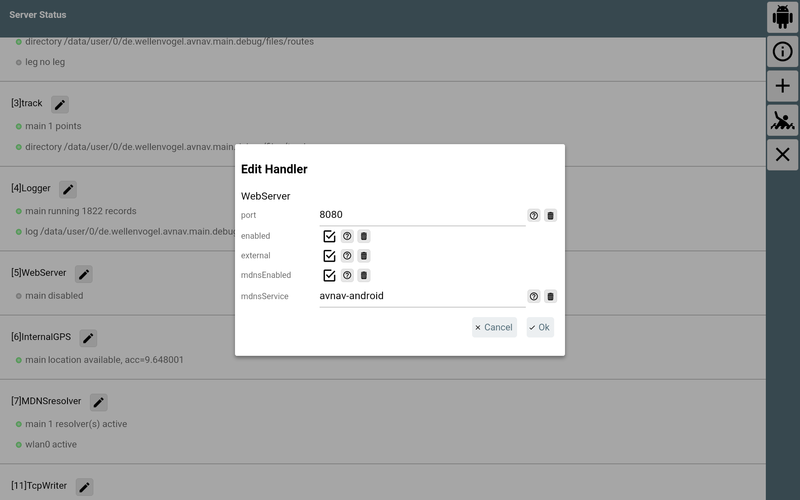 Server Status
directory /data/user/0/de.wellenvogel.avnav.main.debug/files/routes
leg no leg
[3]track
main 1 points
directory /data/user/0/de.wellenvogel.avnav.main.
[4]Logger
main running 1822 records
log /data/user/0/de.wellenvogel.avnav.main.debu
[5]WebServer
main disabled
[6]InternalGPS
main location available, acc=9.648001
[7]MDNSresolver
main 1 resolver(s) active
wlan0 active
[11]TcpWriter
Edit Handler
WebServer
port 8080
enabled
external
mdnsEnabled
mdnsService avnav-android
Cancel Ok